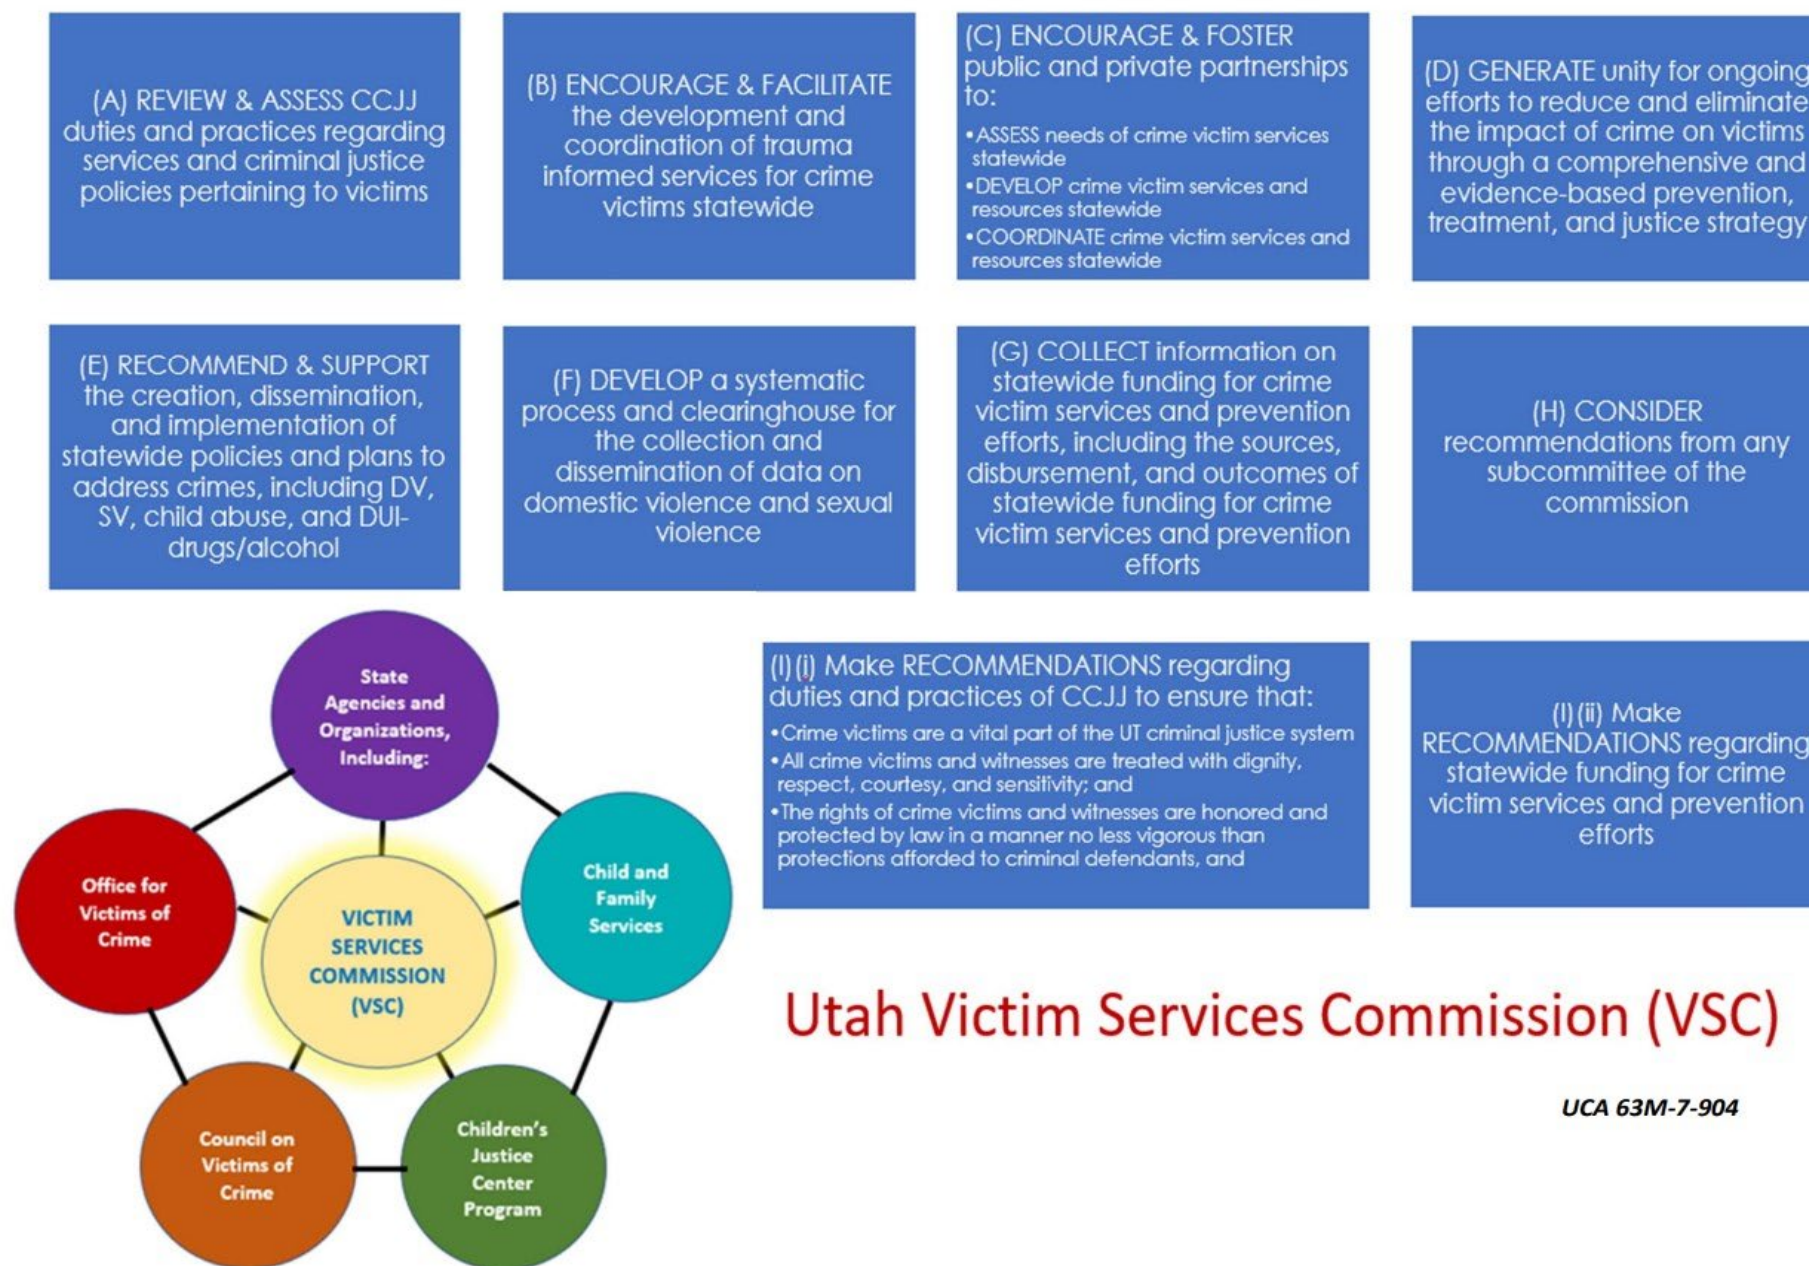 (A) REVIEW & ASSESS CCJJ
duties and practices regarding
services and criminal justice
policies pertaining to victims
(B) ENCOURAGE & FACILITATE
the development and
coordination of trauma
informed services for crime
victims statewide
(C) ENCOURAGE & FOSTER
public and private partnerships
to:
•ASSESS needs of crime victim services
statewide
•DEVELOP crime victim services and
resources statewide
•COORDINATE crime victim services and
resources statewide
(D) GENERATE unity for ongoing
efforts to reduce and eliminate
the impact of crime on victims
through a comprehensive and
evidence-based prevention,
treatment, and justice strategy
(E) RECOMMEND & SUPPORT
the creation, dissemination,
and implementation of
statewide policies and plans to
address crimes, including DV,
SV, child abuse, and DUI-
drugs/alcohol
(F) DEVELOP a systematic
process and clearinghouse for
the collection and
dissemination of data on
domestic violence and sexual
violence
(G) COLLECT information on
statewide funding for crime
victim services and prevention
efforts, including the sources,
disbursement, and outcomes of
statewide funding for crime
victim services and prevention
efforts
(H) CONSIDER
recommendations from any
subcommittee of the
commission
State
Agencies and
Organizations,
Including:
Office for
Victims of
Crime
VICTIM
SERVICES
COMMISSION
(VSC)
Child and
Family
Services
Council on
Victims of
Crime
Children's
Justice
Center
Program
(I)(i) Make RECOMMENDATIONS regarding
duties and practices of CCJJ to ensure that:
•Crime victims are a vital part of the UT criminal justice system
•All crime victims and witnesses are treated with dignity,
respect, courtesy, and sensitivity; and
•The rights of crime victims and witnesses are honored and
protected by law in a manner no less vigorous than
protections afforded to criminal defendants, and
(I)(ii) Make
RECOMMENDATIONS regarding
statewide funding for crime
victim services and prevention
efforts
Utah Victim Services Commission (VSC)
UCA 63M-7-904